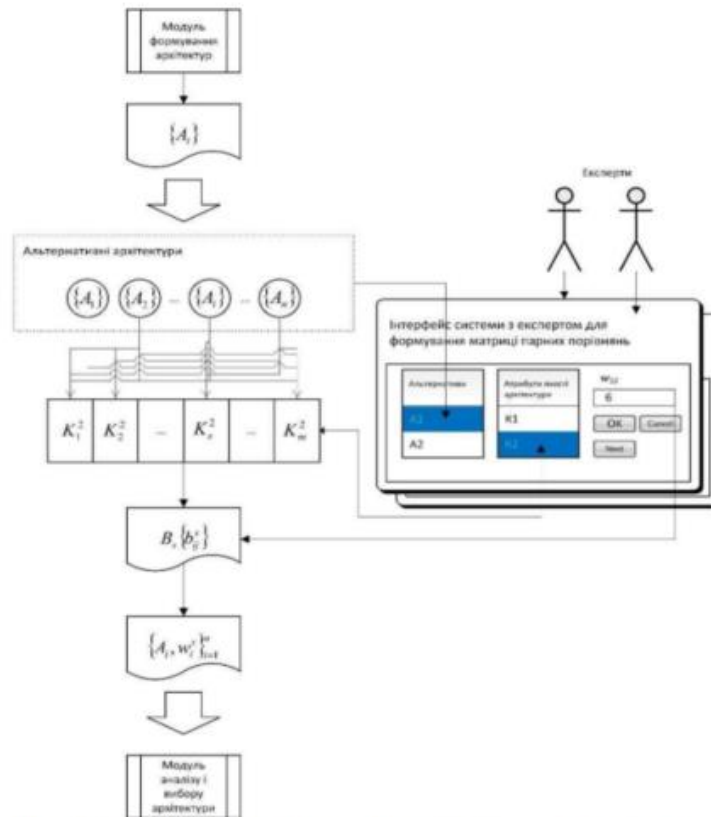 Модуль
формування
архітектур
{A_i}
Експерти
Альтернативні архітектури
{A_1} {A_2} ... {A_i} ... {A_n}
Інтерфейс системи з експертом для
формування матриці парних порівнянь
Альтернативи
Атрибути якості
архітектури
w_12
A1
K1
6
A2
K2
OK
Cancel
Next
K_1^2 K_2^2 ... K_s^2 ... K_m^2
B_s {b_ij^s}
{A_i, w_i^s}_{i=1}^n
Модуль
аналізу і
вибору
архітектури